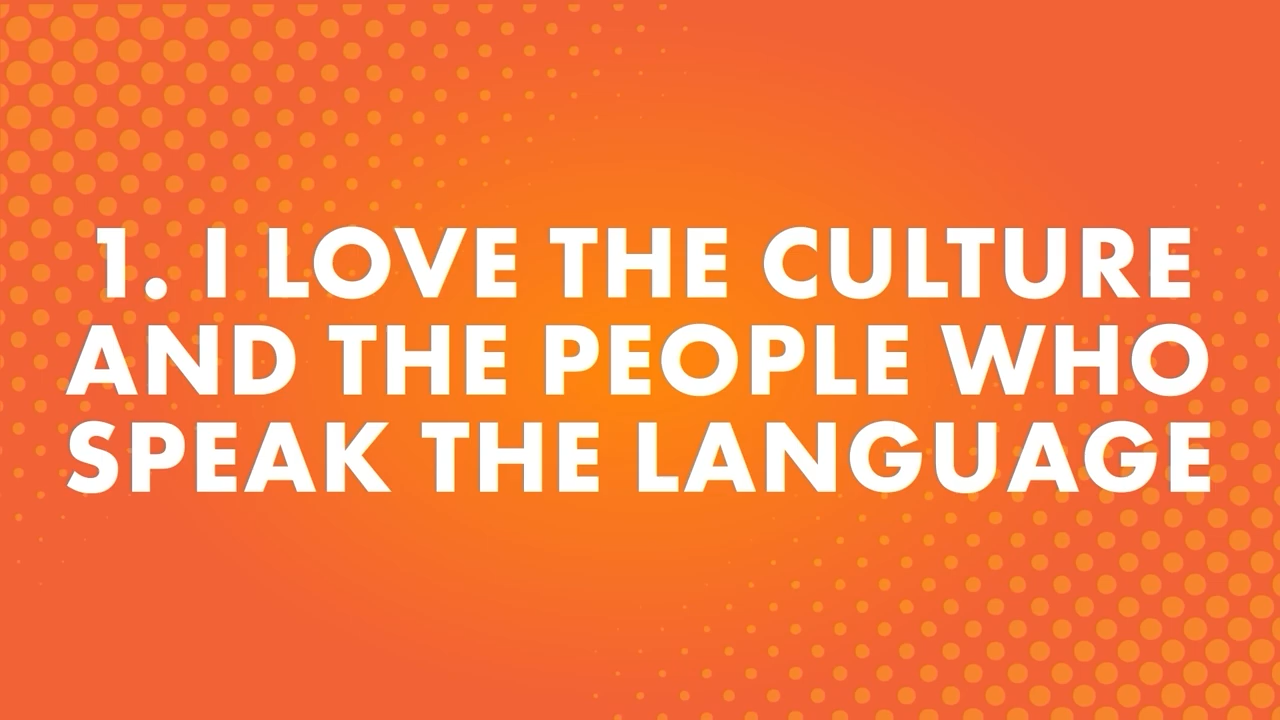 1. I LOVE THE CULTURE
AND THE PEOPLE WHO
SPEAK THE LANGUAGE